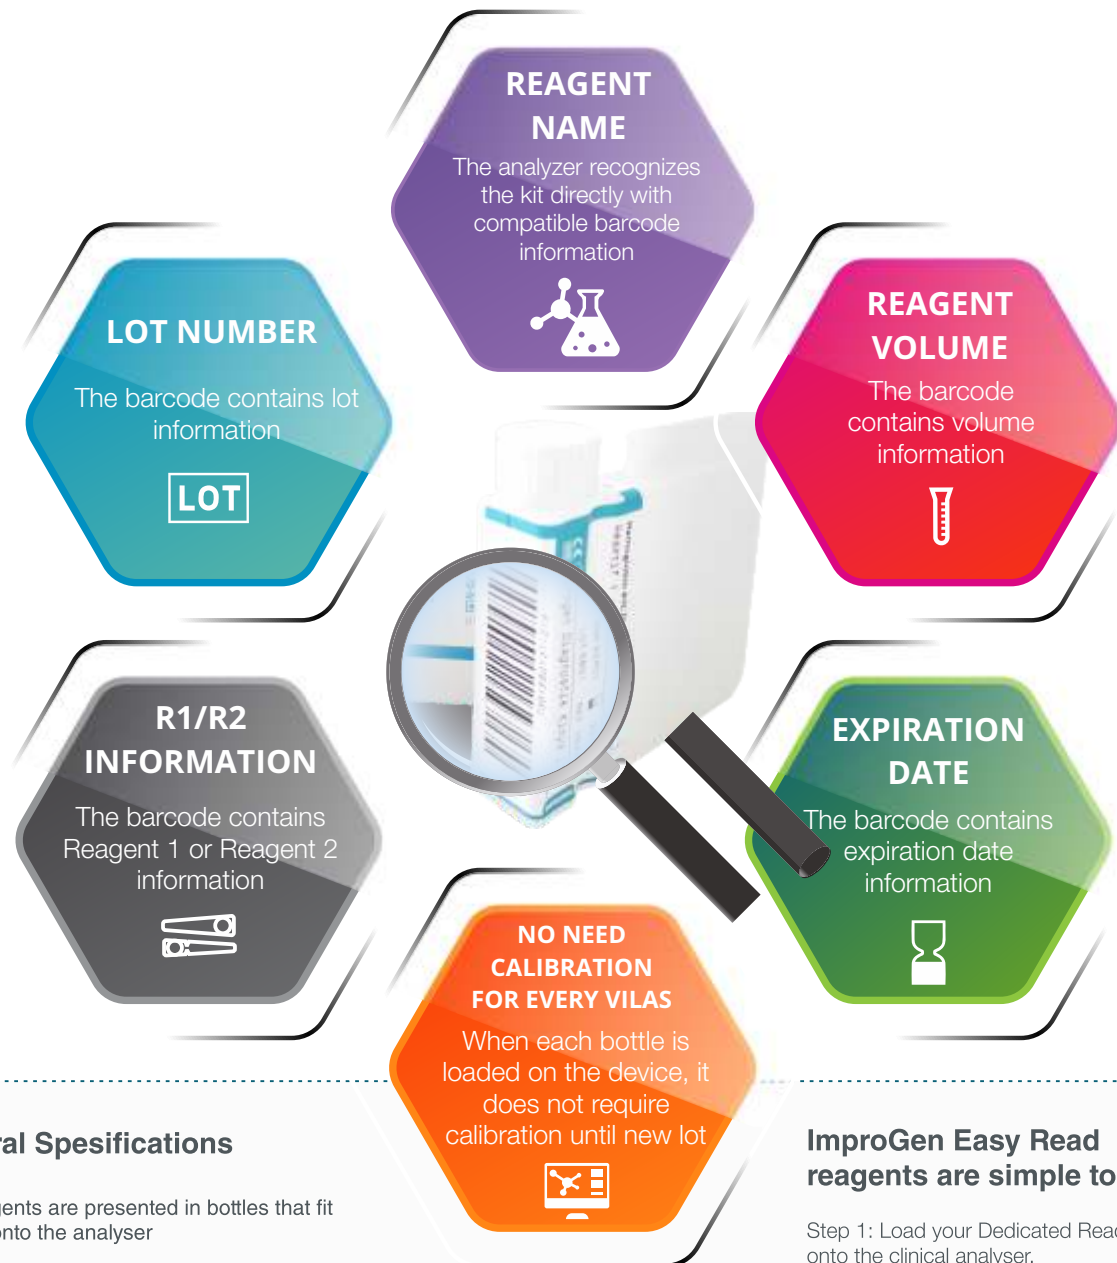 REAGENT
NAME
The analyzer recognizes
the kit directly with
compatible barcode
information
LOT NUMBER
The barcode contains lot
information
LOT
REAGENT
VOLUME
The barcode
contains volume
information
R1/R2
INFORMATION
The barcode contains
Reagent 1 or Reagent 2
information
EXPIRATION
DATE
The barcode contains
expiration date
information
NO NEED
CALIBRATION
FOR EVERY VILAS
When each bottle is
loaded on the device, it
does not require
calibration until new lot
ral Spesifications
gents are presented in bottles that fit
onto the analyser
ImproGen Easy Read
reagents are simple to
Step 1: Load your Dedicated Read
onto the clinical analyser.